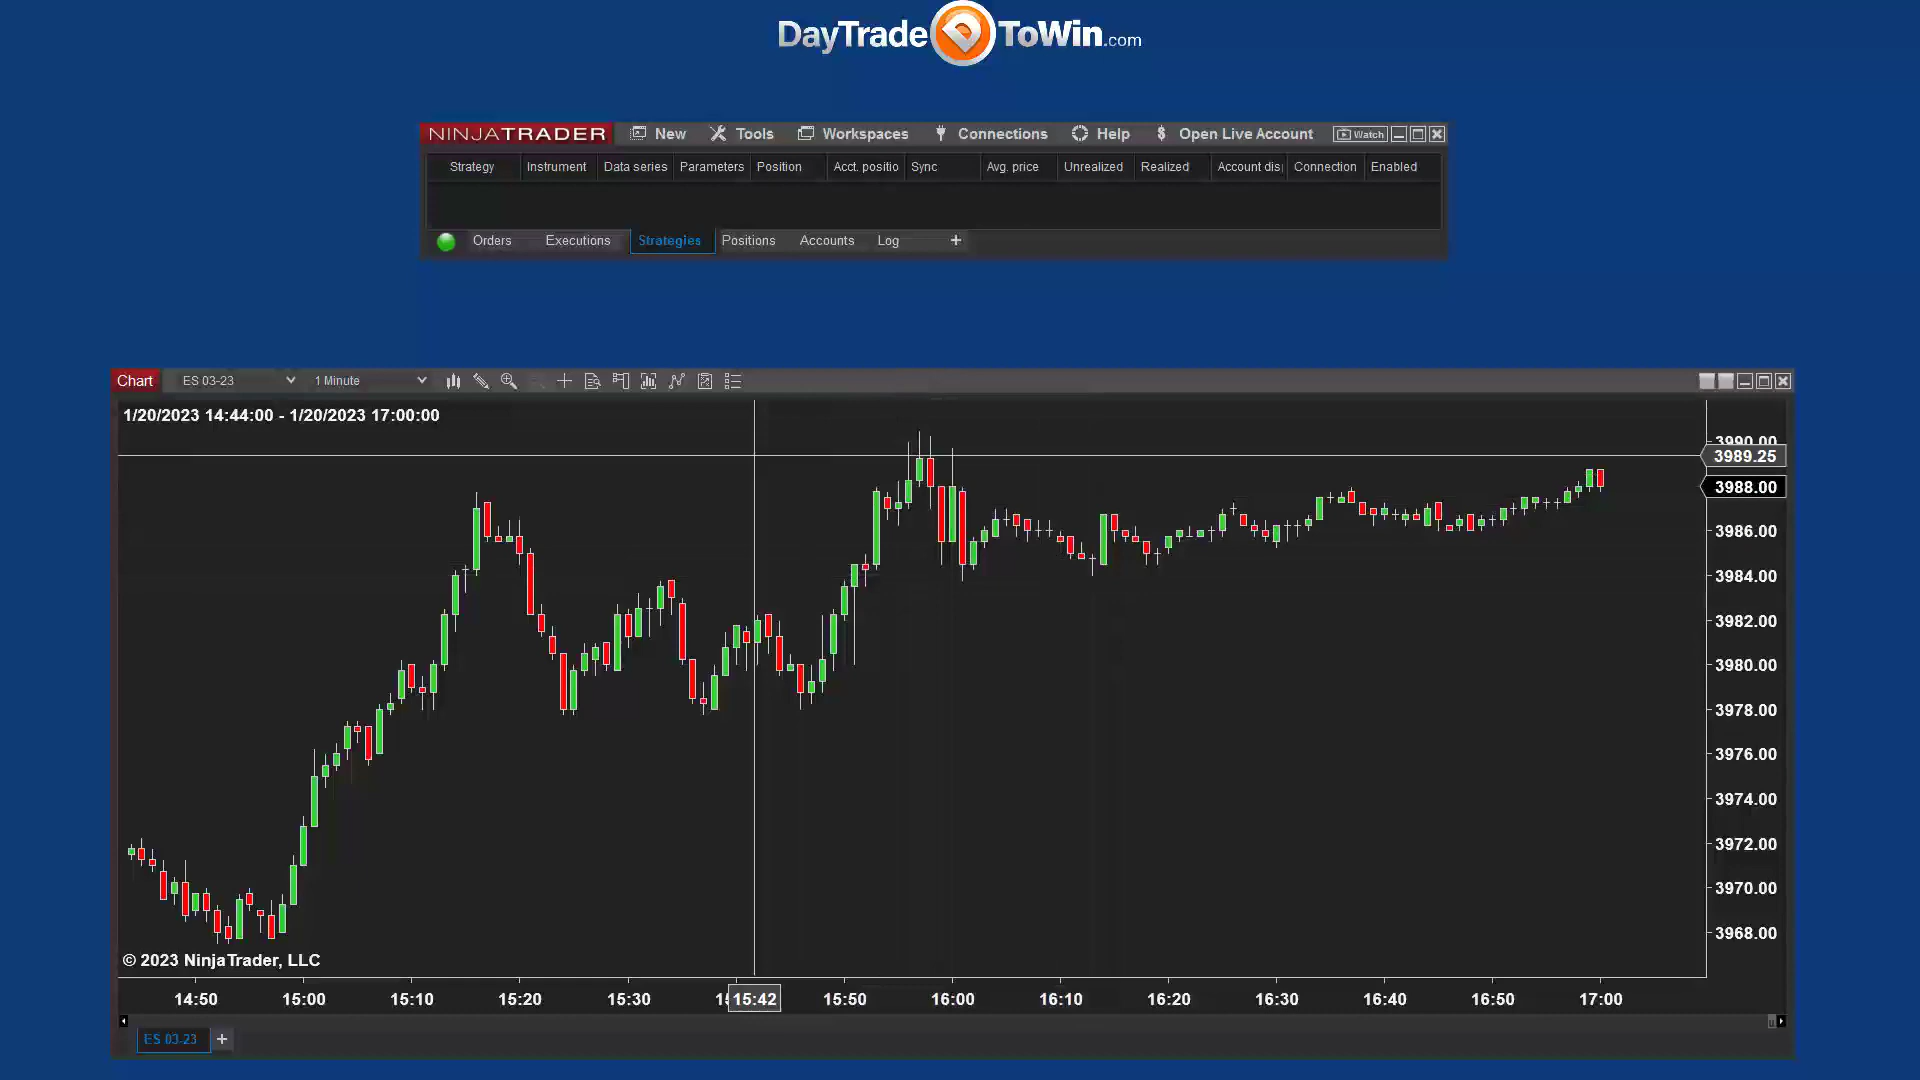 DayTradeToWin.com
NINJATRADER New Tools Workspaces Connections Help $ Open Live Account Watch
Strategy Instrument Data series Parameters Position Acct. positio Sync Avg. price Unrealized Realized Account dis Connection Enabled
Orders Executions Strategies Positions Accounts Log +
Chart ES 03-23 1 Minute
1/20/2023 14:44:00 - 1/20/2023 17:00:00
3990.00
3989.25
3988.00
3986.00
3984.00
3982.00
3980.00
3978.00
3976.00
3974.00
3972.00
3970.00
3968.00
© 2023 NinjaTrader, LLC
14:50 15:00 15:10 15:20 15:30 15:42 15:50 16:00 16:10 16:20 16:30 16:40 16:50 17:00
ES 03-23 +